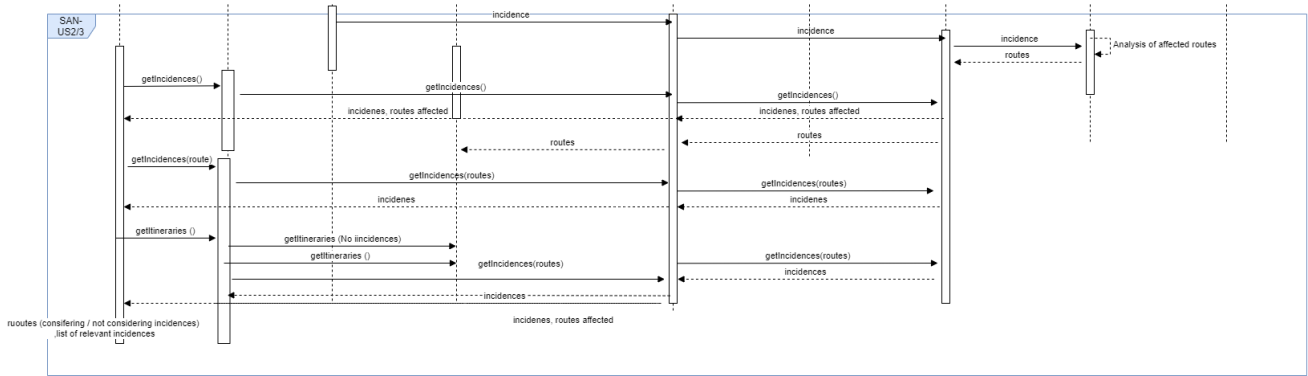 SAN-
US2/3
incidence
incidence
incidence
Analysis of affected routes
routes
getIncidences()
getIncidences()
getIncidences()
incidenes, routes affected
incidenes, routes affected
routes
routes
getIncidences(route)
getIncidences(routes)
getIncidences(routes)
incidenes
incidenes
getItineraries ()
getItineraries (No iincidences)
getItineraries ()
getIncidences(routes)
getIncidences(routes)
incidences
incidences
ruoutes (consifering / not considering incidences)
,list of relevant incidences
incidenes, routes affected